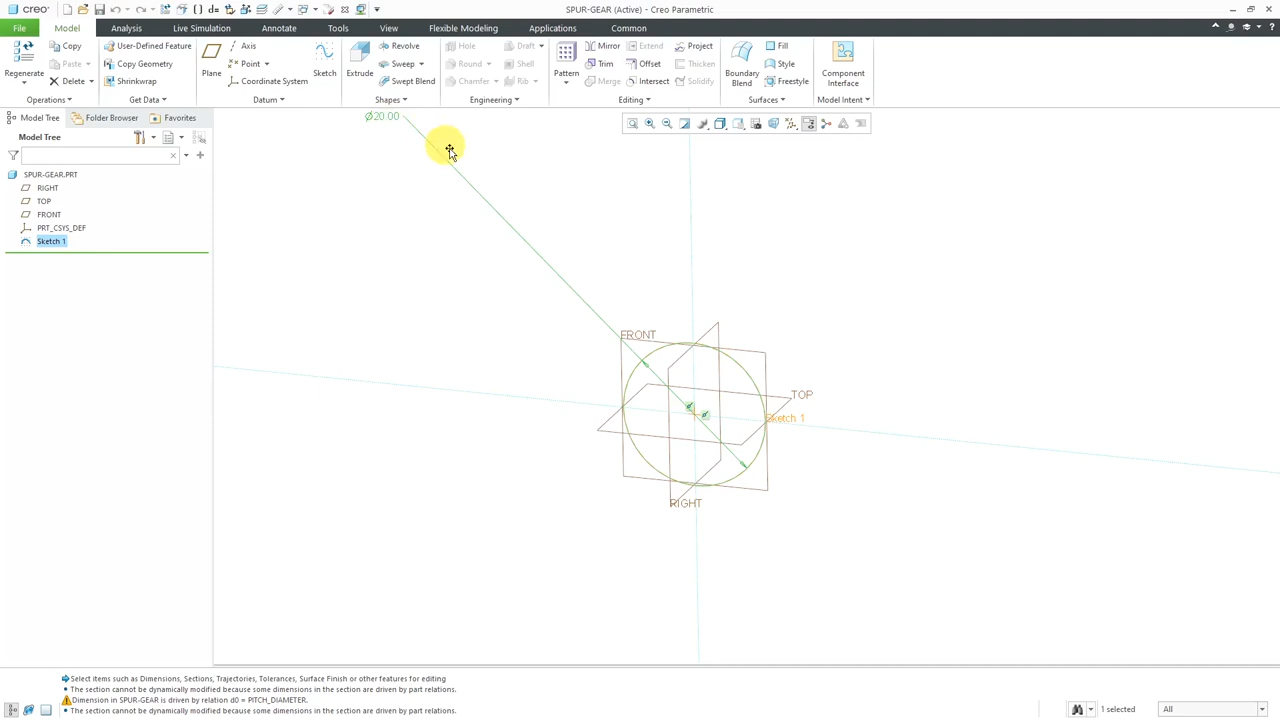 creo
d=
SPUR-GEAR (Active) - Creo Parametric
File
Model
Analysis
Live Simulation
Annotate
Tools
View
Flexible Modeling
Applications
Common
Regenerate
Copy
Paste
Delete
Operations
User-Defined Feature
Copy Geometry
Shrinkwrap
Get Data
Plane
Axis
Point
Coordinate System
Sketch
Datum
Extrude
Revolve
Sweep
Swept Blend
Shapes
Hole
Round
Chamfer
Draft
Shell
Rib
Engineering
Pattern
Mirror
Trim
Merge
Extend
Offset
Intersect
Project
Thicken
Solidify
Editing
Boundary
Blend
Fill
Style
Freestyle
Surfaces
Component
Interface
Model Intent
Model Tree
Folder Browser
Favorites
Model Tree
SPUR-GEAR.PRT
RIGHT
TOP
FRONT
PRT_CSYS_DEF
Sketch 1
Ø20.00
FRONT
TOP
Sketch 1
RIGHT
Select items such as Dimensions, Sections, Trajectories, Tolerances, Surface Finish or other features for editing
• The section cannot be dynamically modified because some dimensions in the section are driven by part relations.
Dimension in SPUR-GEAR is driven by relation d0 = PITCH_DIAMETER.
• The section cannot be dynamically modified because some dimensions in the section are driven by part relations.
1 selected
All